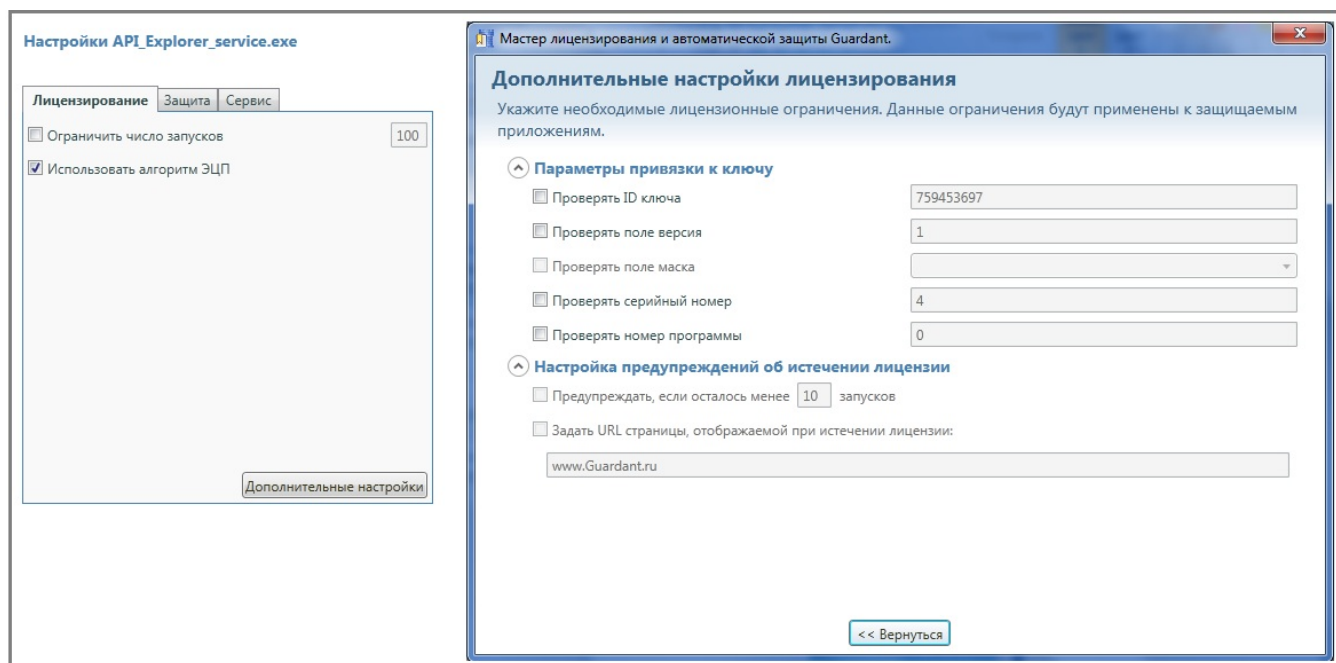 Настройки API_Explorer_service.exe
Лицензирование Защита Сервис
Ограничить число запусков 100
Использовать алгоритм ЭЦП
Дополнительные настройки
Мастер лицензирования и автоматической защиты Guardant.
Дополнительные настройки лицензирования
Укажите необходимые лицензионные ограничения. Данные ограничения будут применены к защищаемым
приложениям.
Параметры привязки к ключу
Проверять ID ключа 759453697
Проверять поле версия 1
Проверять поле маска
Проверять серийный номер 4
Проверять номер программы 0
Настройка предупреждений об истечении лицензии
Предупреждать, если осталось менее 10 запусков
Задать URL страницы, отображаемой при истечении лицензии:
www.Guardant.ru
<< Вернуться